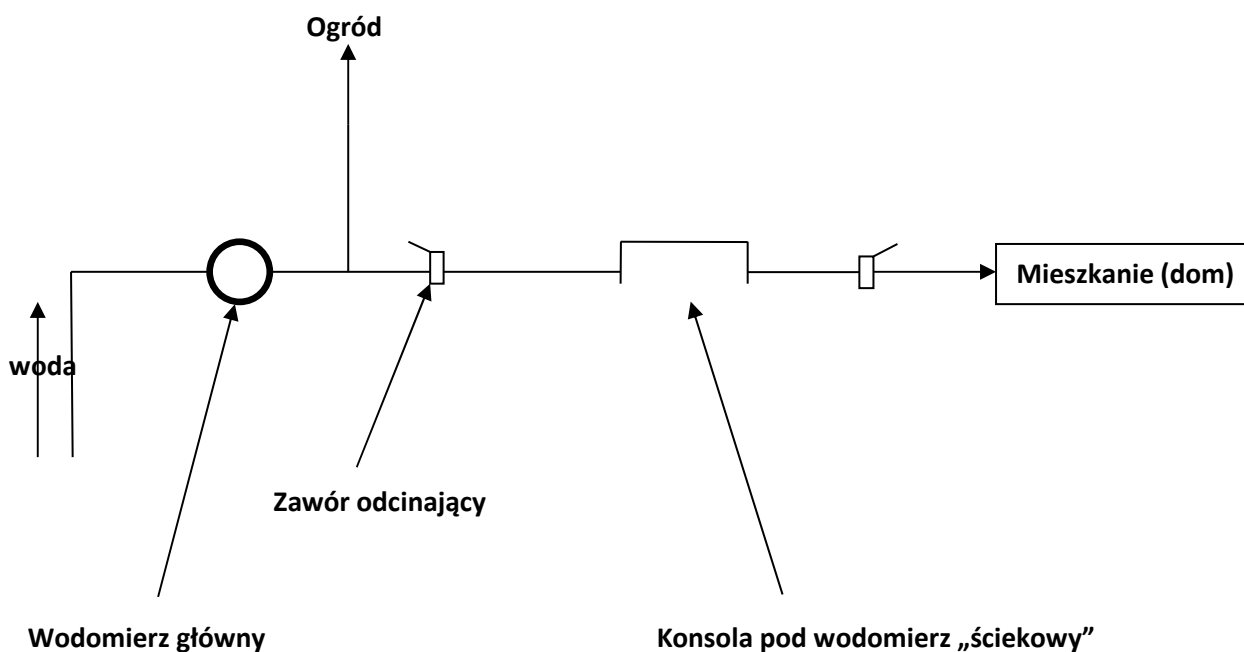 Ogród
Mieszkanie (dom)
woda
Zawór odcinający
Wodomierz główny
Konsola pod wodomierz „ściekowy”